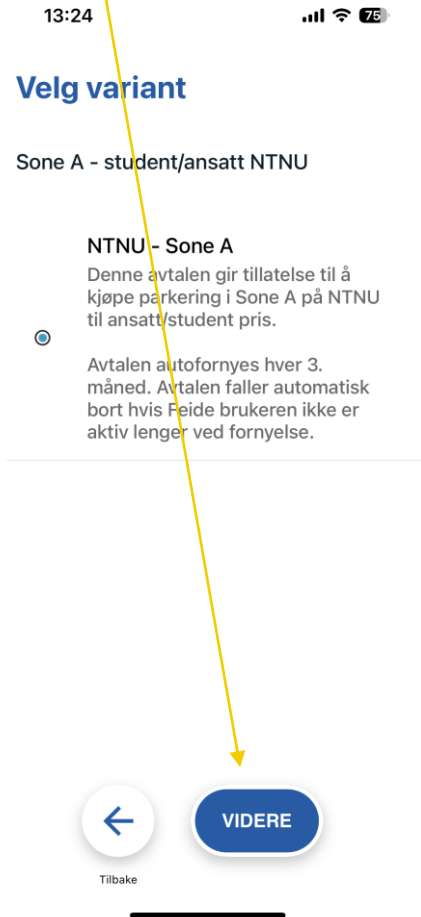 13:24
75
Velg variant
Sone A - student/ansatt NTNU
NTNU - Sone A
Denne avtalen gir tillatelse til å
kjøpe parkering i Sone A på NTNU
til ansatt/student pris.
Avtalen autofornyes hver 3.
måned. Avtalen faller automatisk
bort hvis Feide brukeren ikke er
aktiv lenger ved fornyelse.
VIDERE
Tilbake